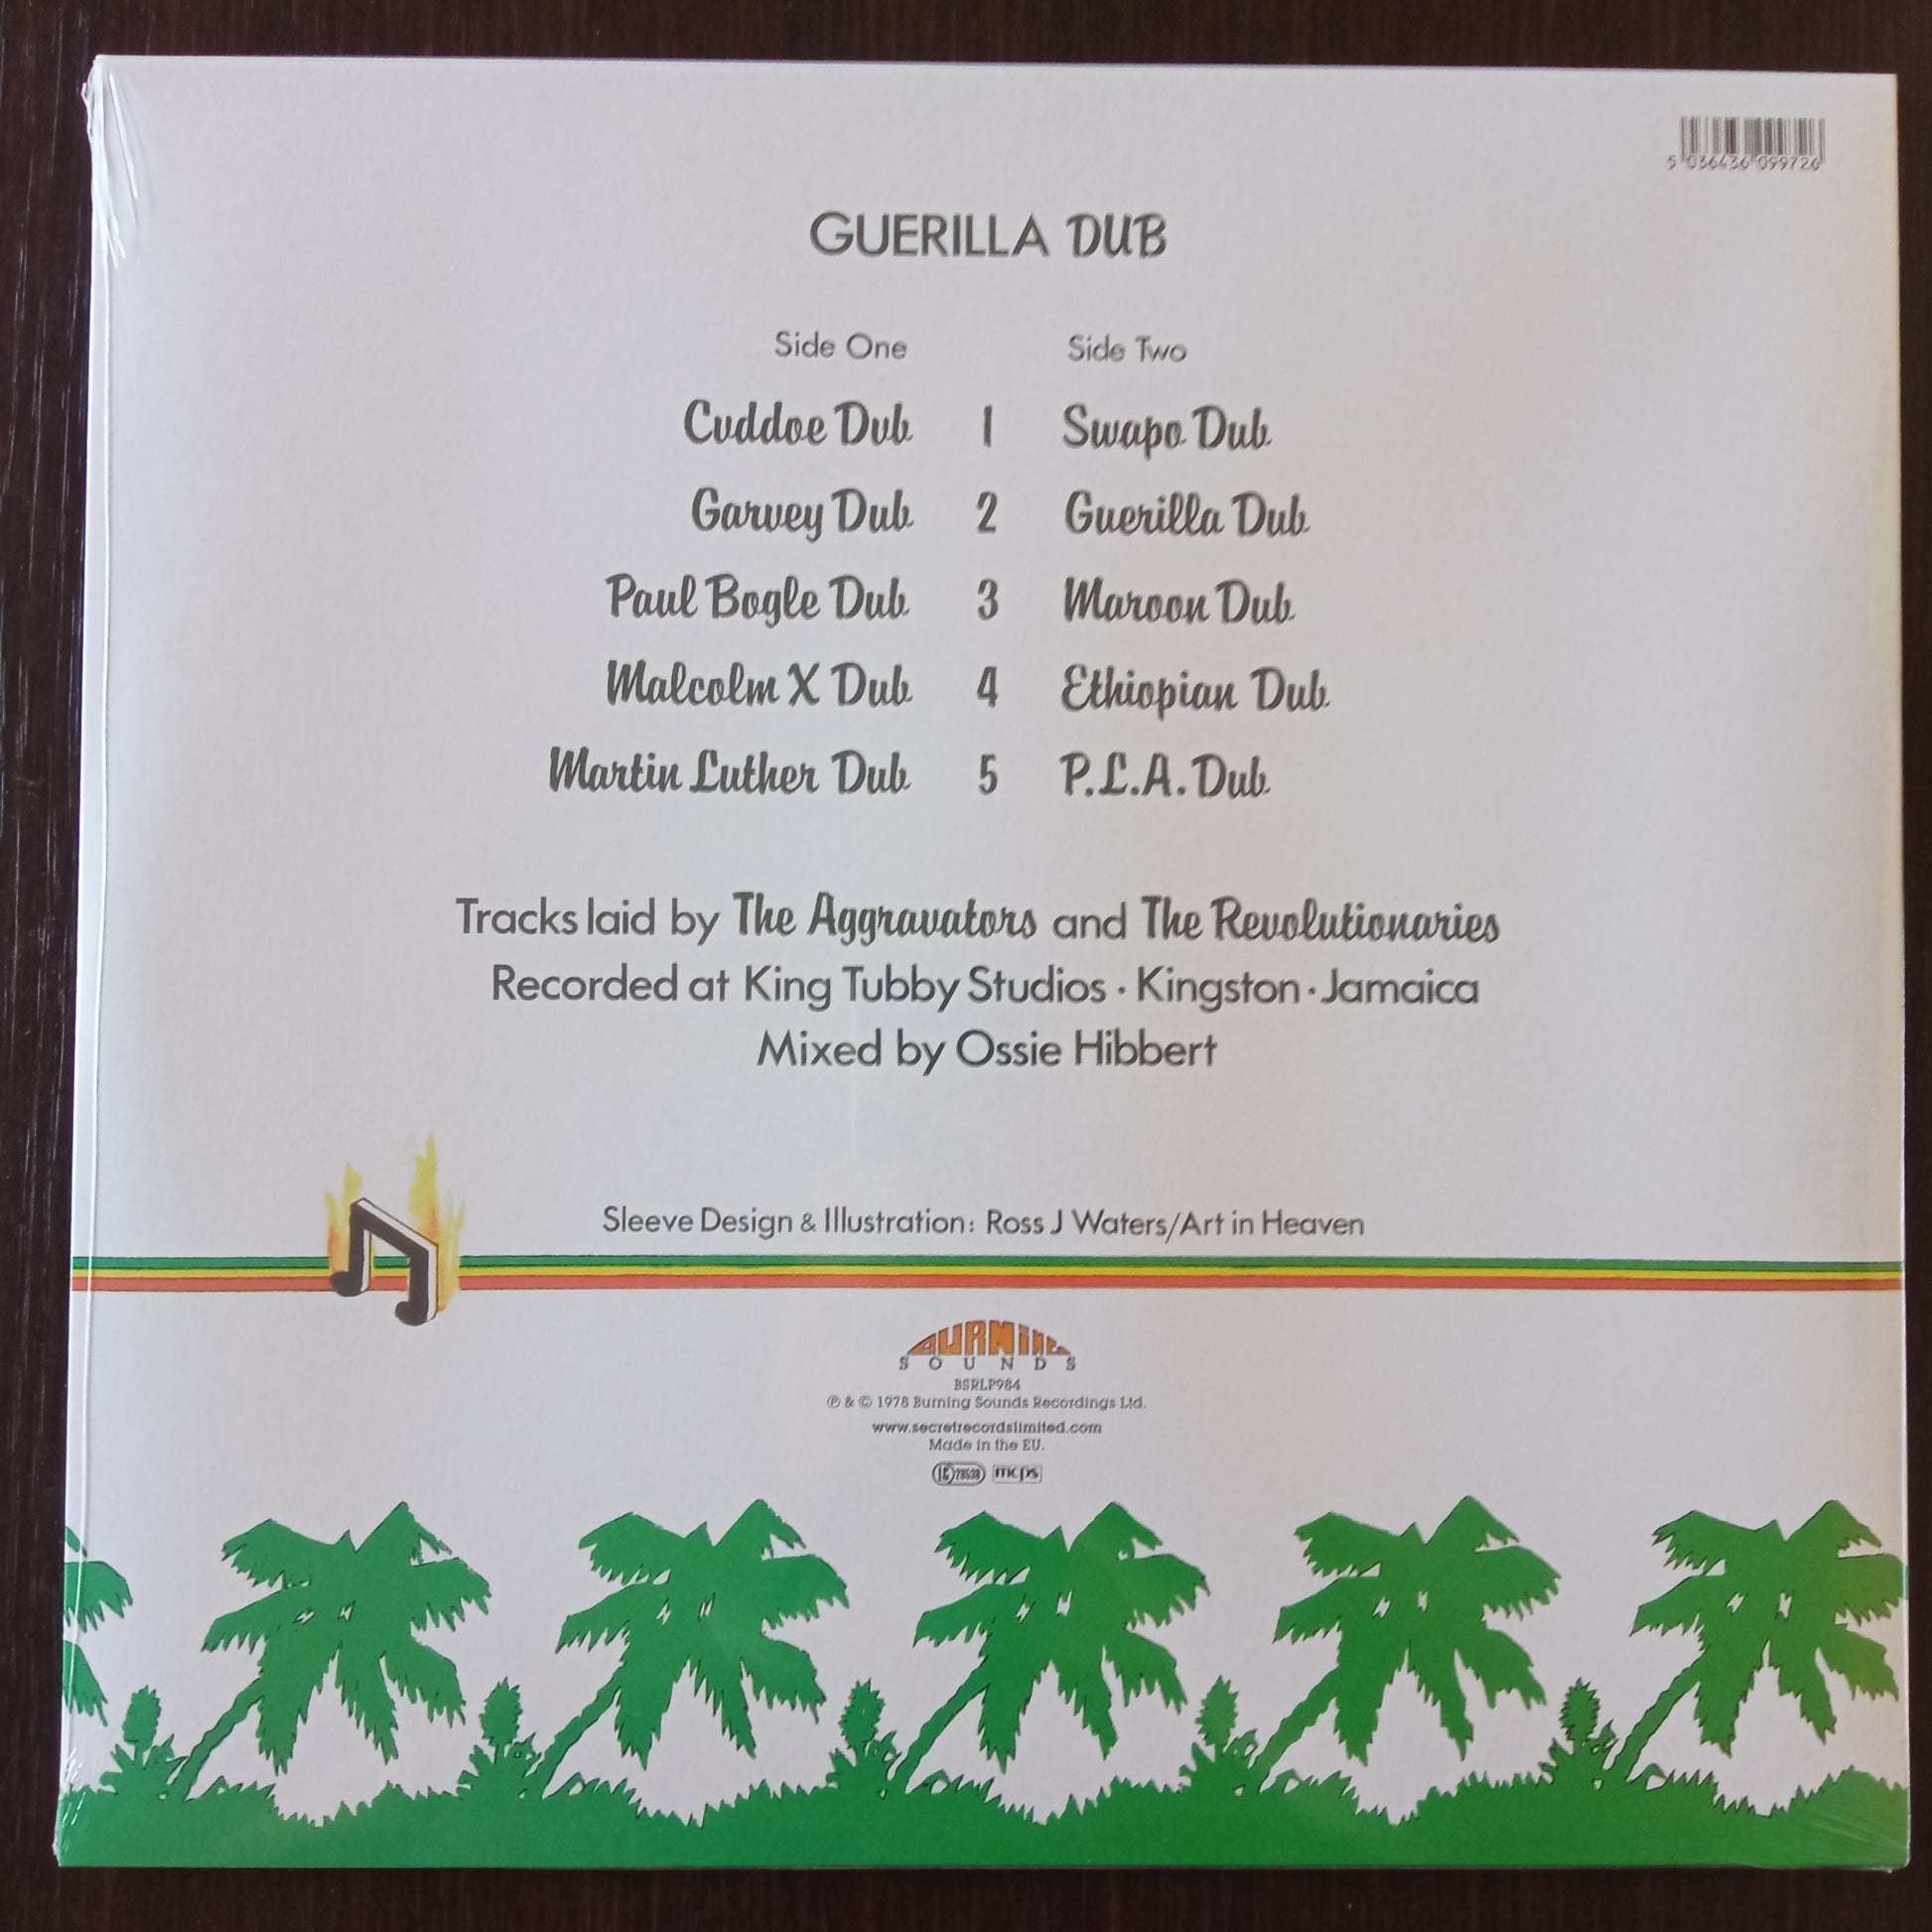 5 036436 099726
GUERILLA DUB
Side One Side Two
Cuddoe Dub 1 Swapo Dub
Garvey Dub 2 Guerilla Dub
Paul Bogle Dub 3 Maroon Dub
Malcolm X Dub 4 Ethiopian Dub
Martin Luther Dub 5 P.L.A. Dub
Tracks laid by The Aggravators and The Revolutionaries
Recorded at King Tubby Studios · Kingston · Jamaica
Mixed by Ossie Hibbert
Sleeve Design & Illustration: Ross J Waters/Art in Heaven
BURNING
SOUNDS
BSRLP984
℗ & © 1978 Burning Sounds Recordings Ltd.
www.secretrecordslimited.com
Made in the EU.
LC 28538 mcps